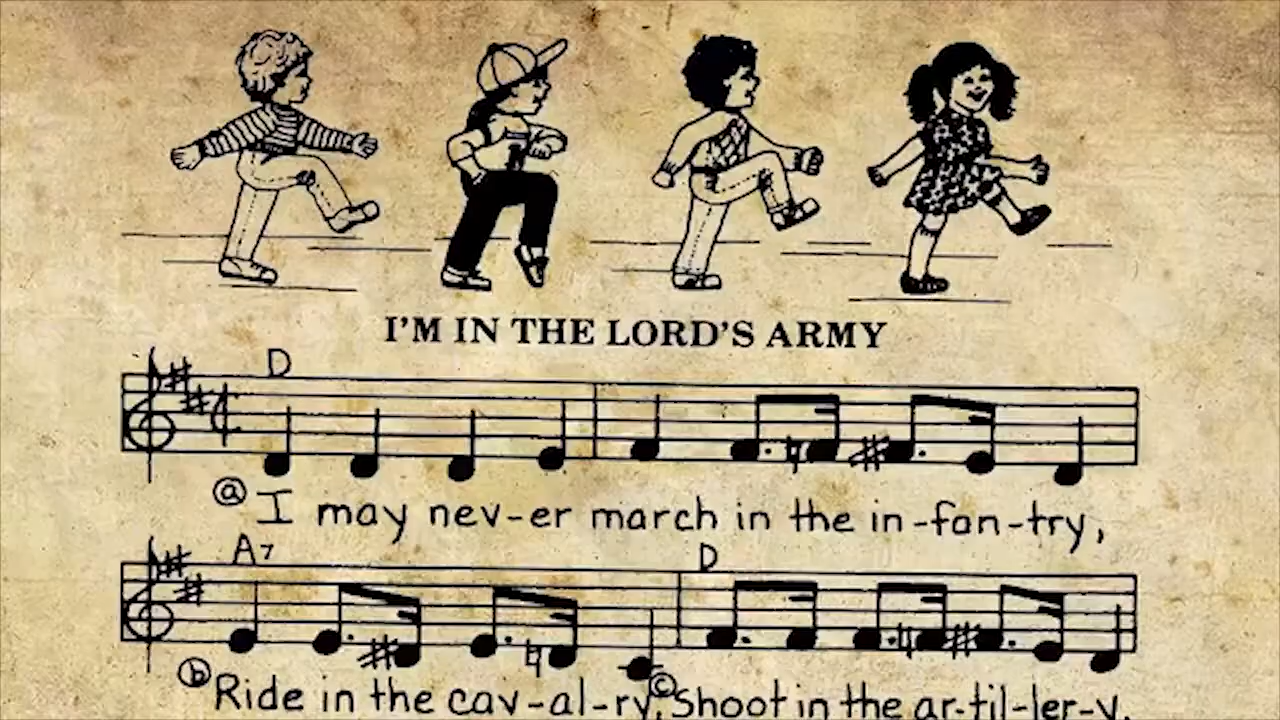 I'M IN THE LORD'S ARMY
D
ⓐ I may nev-er march in the in-fan-try,
A7 D
ⓑ Ride in the cav-al-ry, ⓒ Shoot in the ar-til-ler-y.